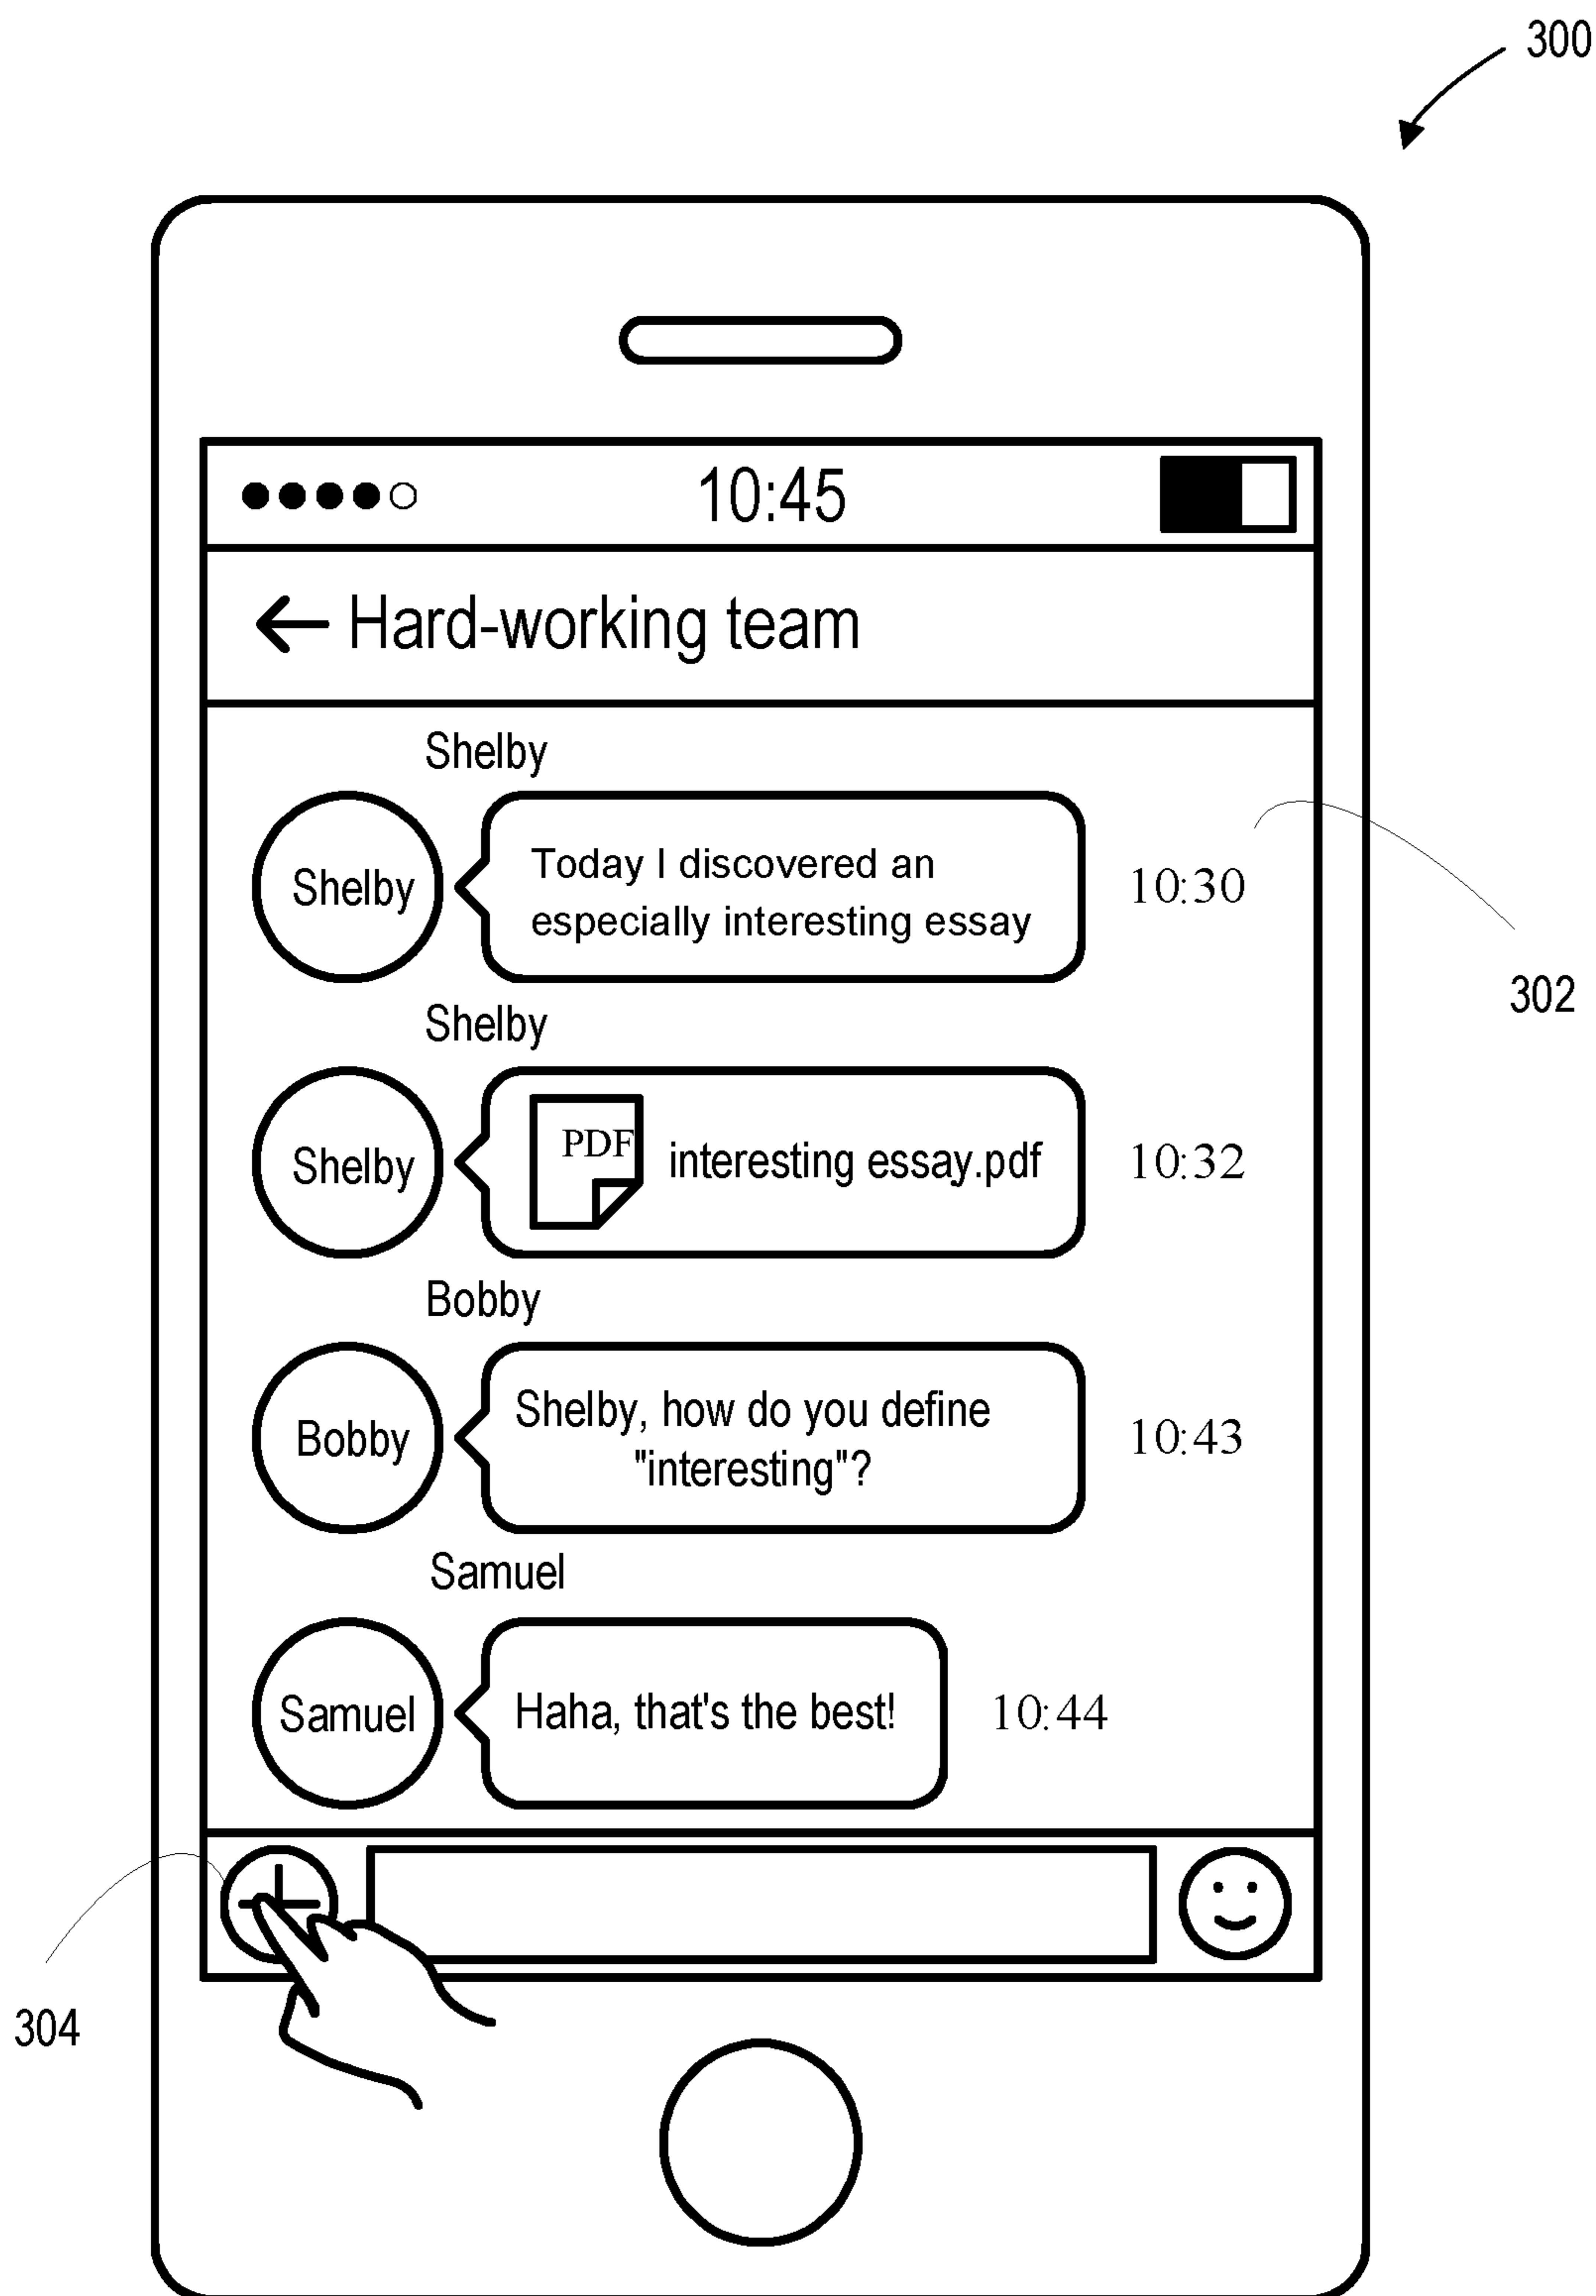 300
10:45
Hard-working team
Shelby
Shelby
Today I discovered an
especially interesting essay
10:30
302
Shelby
Shelby
PDF
interesting essay.pdf
10:32
Bobby
Bobby
Shelby, how do you define
"interesting"?
10:43
Samuel
Samuel
Haha, that's the best!
10:44
304